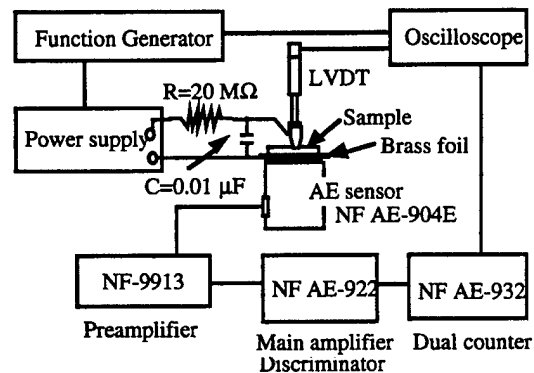 Function Generator
Oscilloscope
LVDT
R=20 MΩ
Sample
Power supply
Brass foil
C=0.01 μF
AE sensor
NF AE-904E
NF-9913
NF AE-922
NF AE-932
Preamplifier
Main amplifier
Dual counter
Discriminator